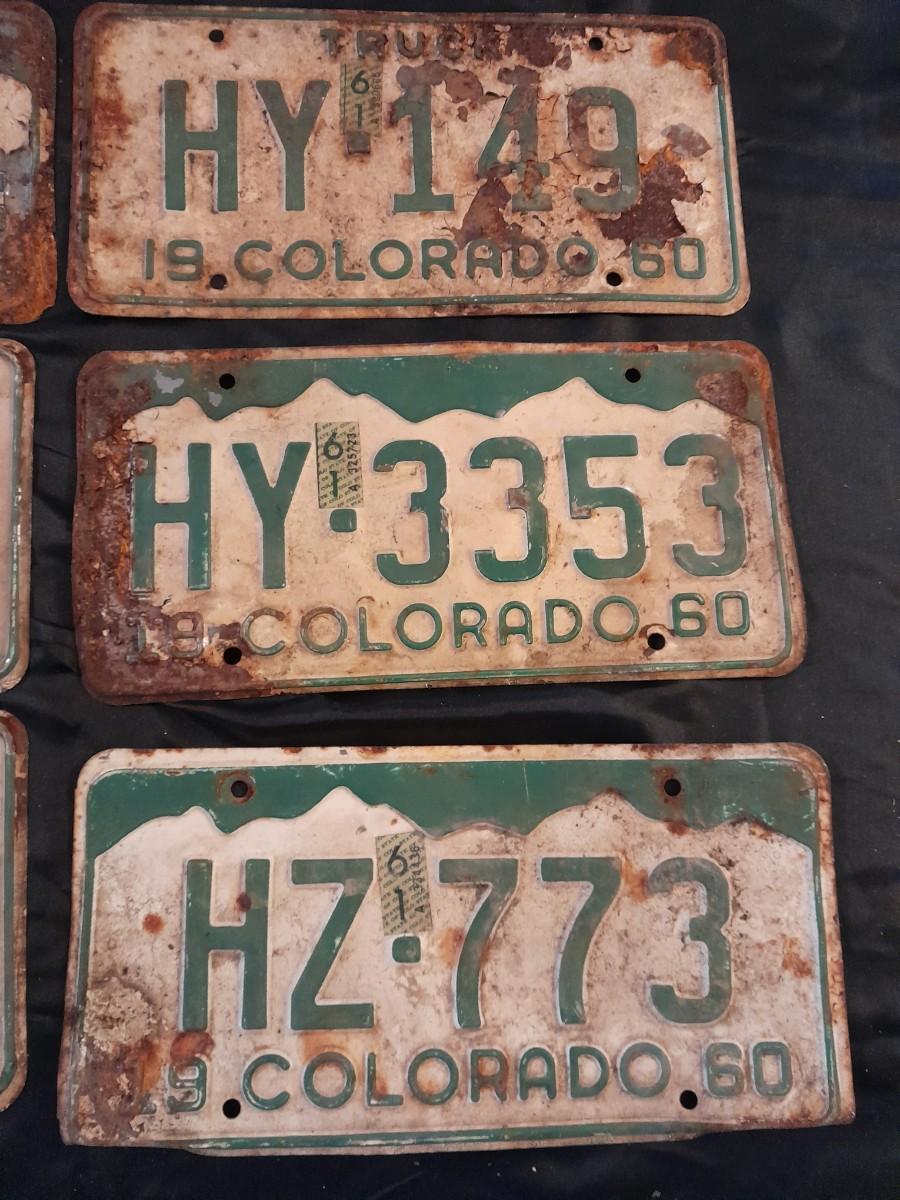 TRUCK
HY·149
61
19 COLORADO 60
HY·3353
61
A 325723
19 COLORADO 60
HZ·773
61
19 COLORADO 60